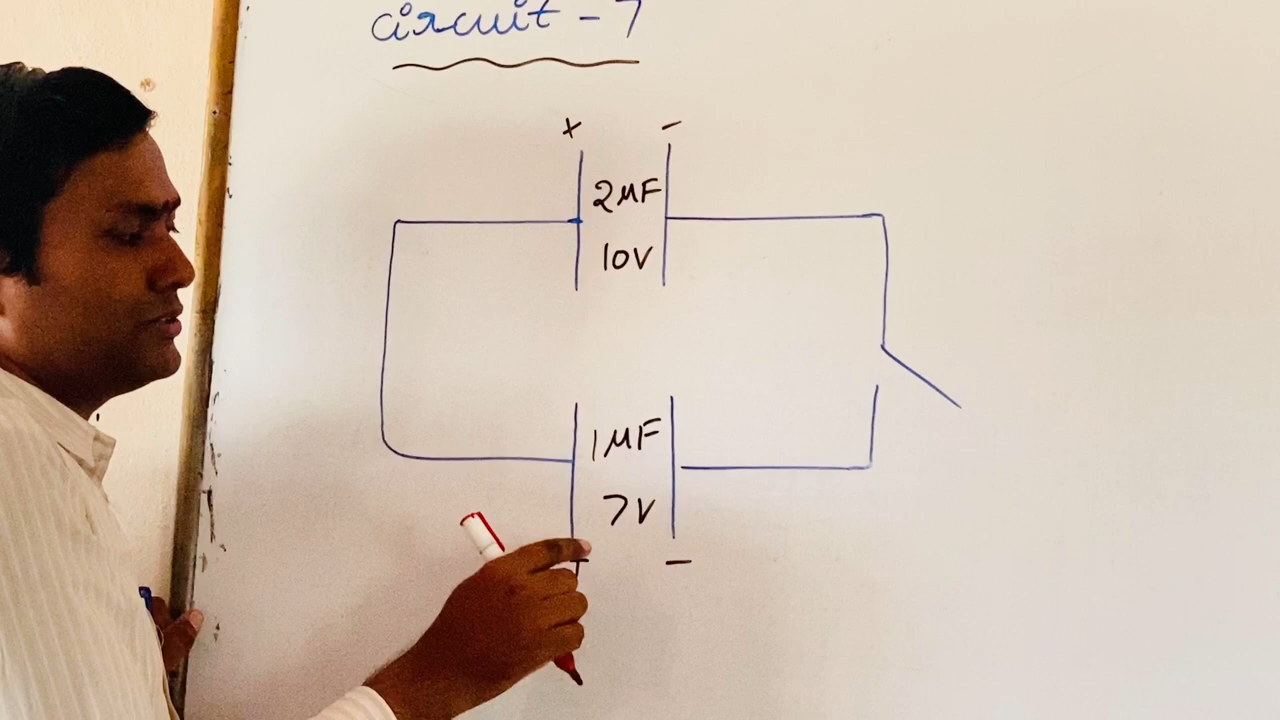 circuit - 7
+ -
2μF
10V
1μF
7V
+ -